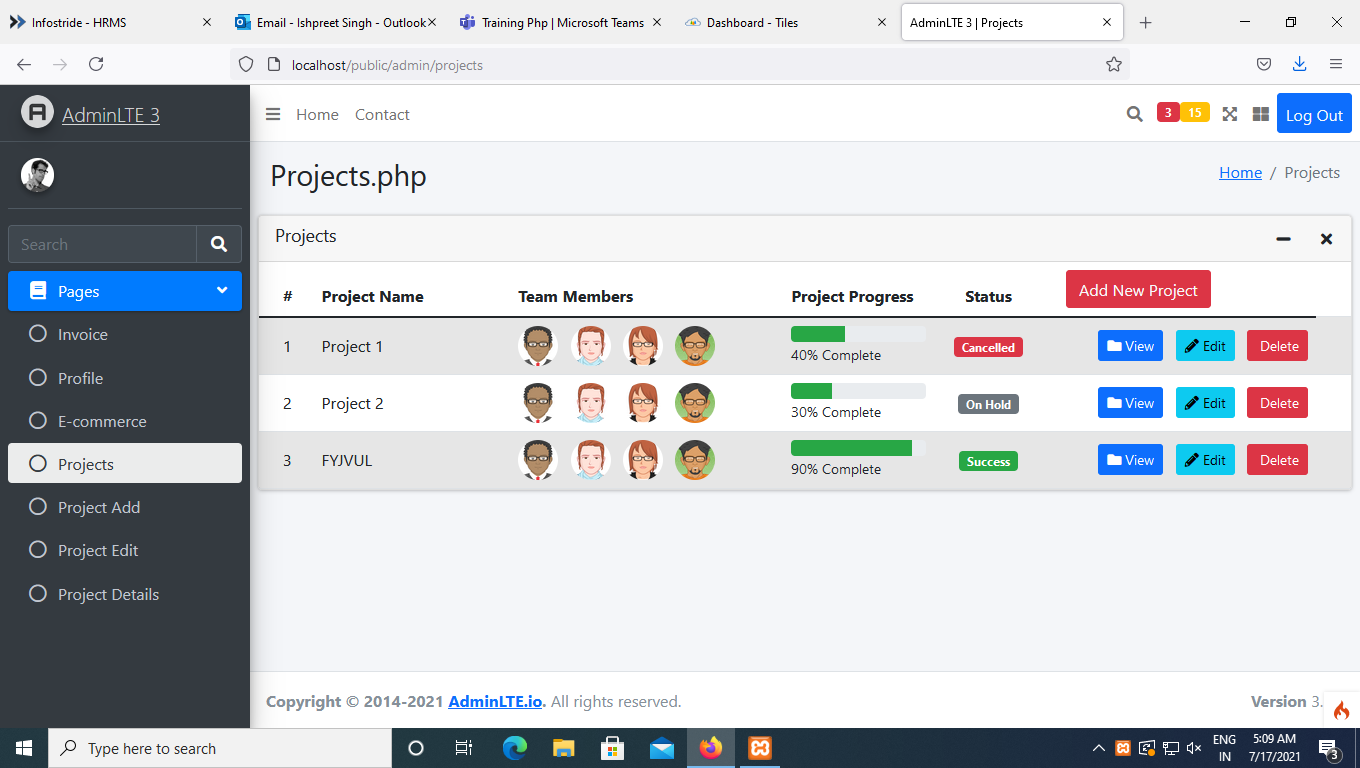 Infostride - HRMS
Email - Ishpreet Singh - Outlook
Training Php | Microsoft Teams
Dashboard - Tiles
AdminLTE 3 | Projects
localhost/public/admin/projects
AdminLTE 3
Home Contact
3 15
Log Out
Projects.php
Home / Projects
Search
Pages
Invoice
Profile
E-commerce
Projects
Project Add
Project Edit
Project Details
Projects
# Project Name Team Members Project Progress Status Add New Project
1 Project 1 40% Complete Cancelled View Edit Delete
2 Project 2 30% Complete On Hold View Edit Delete
3 FYJVUL 90% Complete Success View Edit Delete
Copyright © 2014-2021 AdminLTE.io. All rights reserved.
Version 3.
Type here to search
ENG
IN
5:09 AM
7/17/2021
3